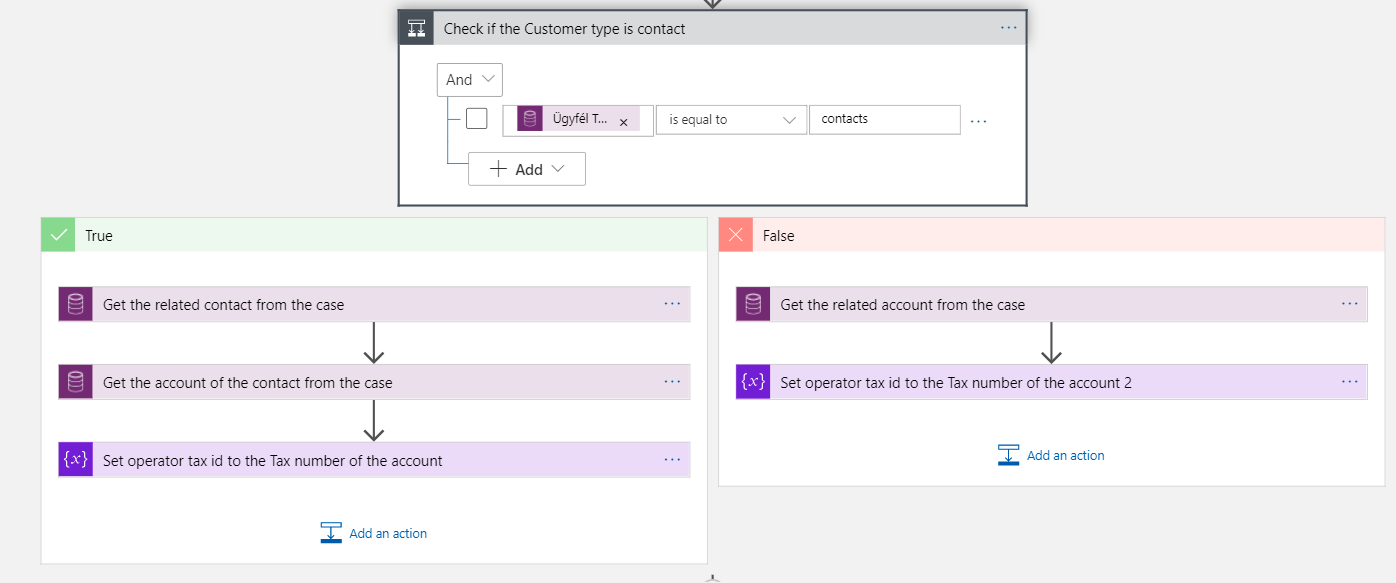 Check if the Customer type is contact
And
Ügyfél T... × is equal to contacts
Add
True
Get the related contact from the case
Get the account of the contact from the case
{x} Set operator tax id to the Tax number of the account
Add an action
False
Get the related account from the case
{x} Set operator tax id to the Tax number of the account 2
Add an action